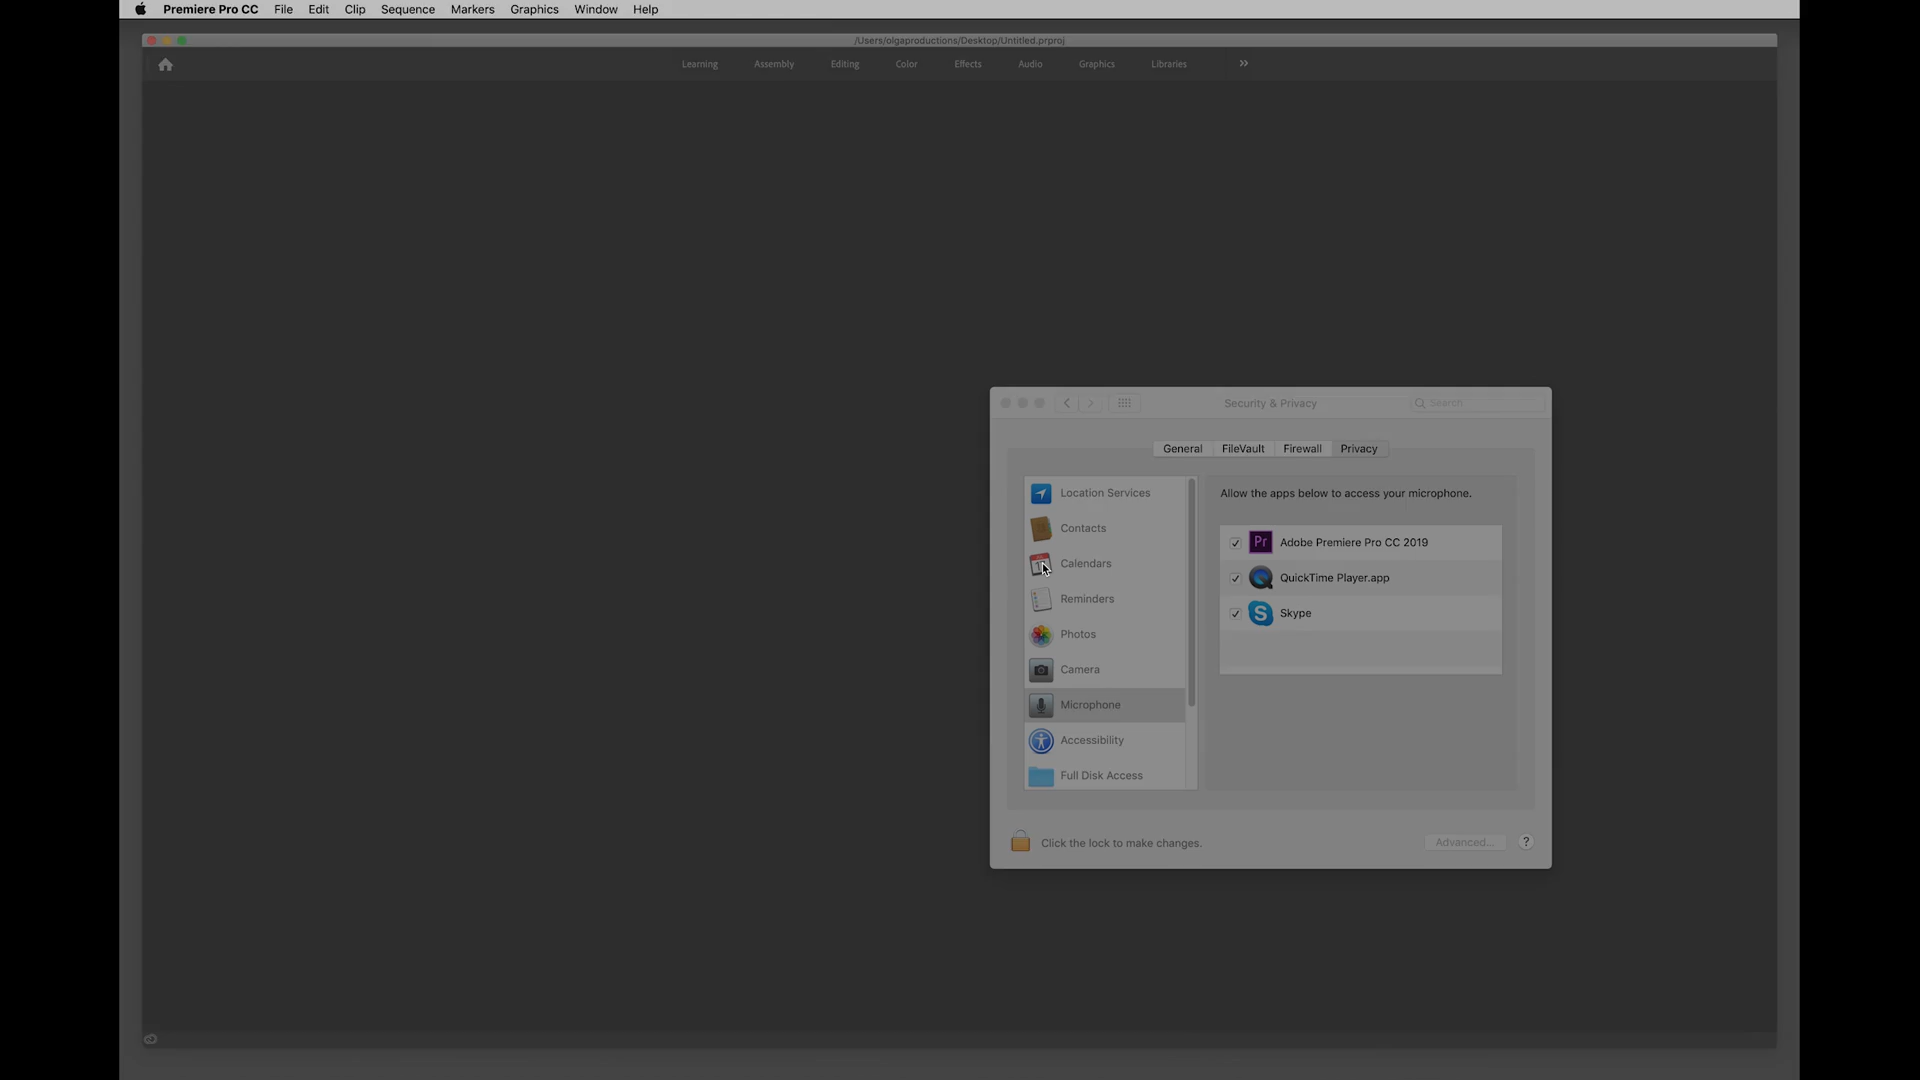 Premiere Pro CC File Edit Clip Sequence Markers Graphics Window Help
/Users/olgaproductions/Desktop/Untitled.prproj
Learning Assembly Editing Color Effects Audio Graphics Libraries
Security & Privacy
Search
General FileVault Firewall Privacy
Location Services
Contacts
Calendars
Reminders
Photos
Camera
Microphone
Accessibility
Full Disk Access
Allow the apps below to access your microphone.
Pr Adobe Premiere Pro CC 2019
QuickTime Player.app
S Skype
Click the lock to make changes.
Advanced...
?